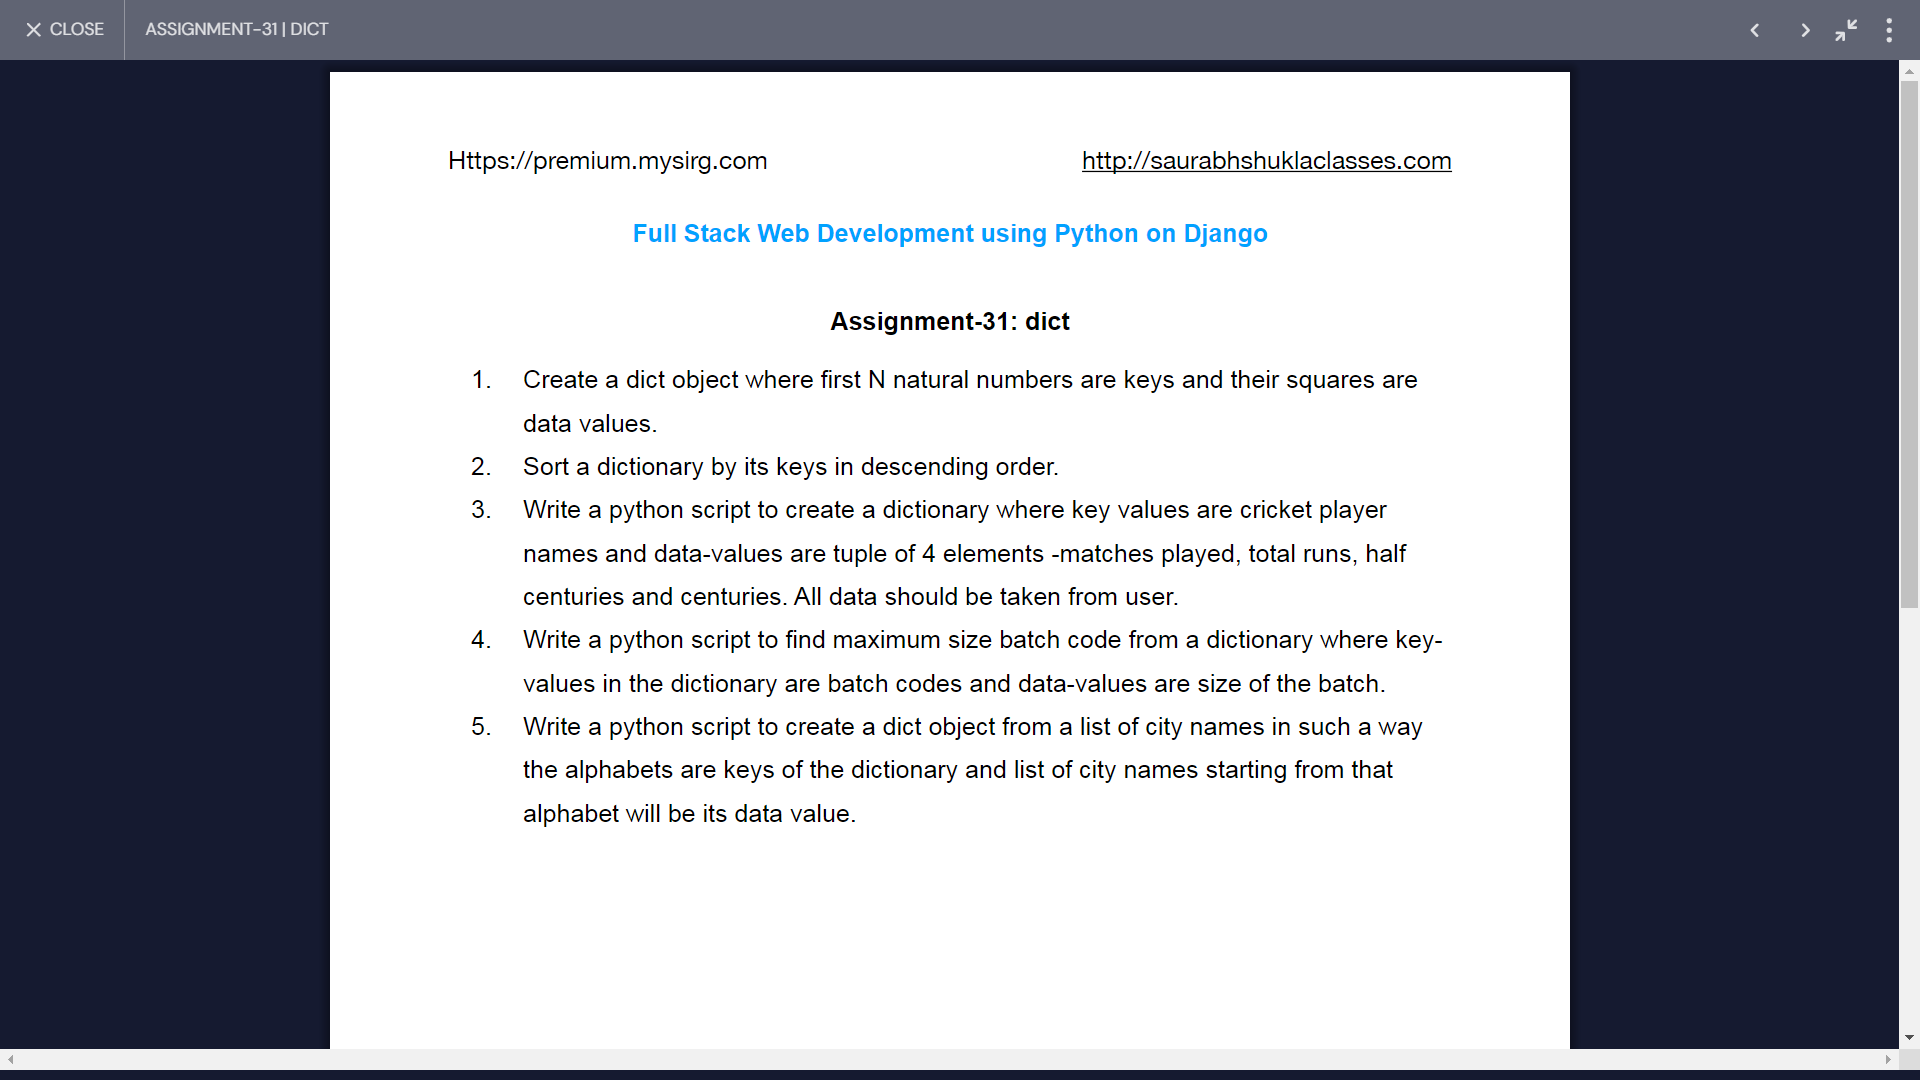 CLOSE ASSIGNMENT-31 | DICT
Https://premium.mysirg.com http://saurabhshuklaclasses.com
Full Stack Web Development using Python on Django
Assignment-31: dict
1. Create a dict object where first N natural numbers are keys and their squares are
data values.
2. Sort a dictionary by its keys in descending order.
3. Write a python script to create a dictionary where key values are cricket player
names and data-values are tuple of 4 elements -matches played, total runs, half
centuries and centuries. All data should be taken from user.
4. Write a python script to find maximum size batch code from a dictionary where key-
values in the dictionary are batch codes and data-values are size of the batch.
5. Write a python script to create a dict object from a list of city names in such a way
the alphabets are keys of the dictionary and list of city names starting from that
alphabet will be its data value.